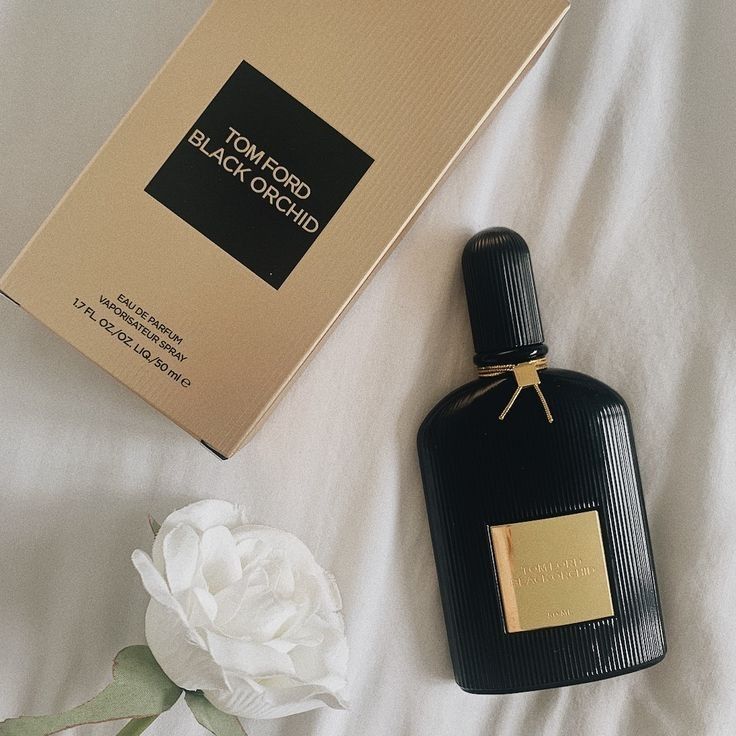 TOM FORD
BLACK ORCHID
EAU DE PARFUM
VAPORISATEUR SPRAY
1.7 FL. OZ./OZ. LIQ./50 ml e
TOM FORD
BLACK ORCHID